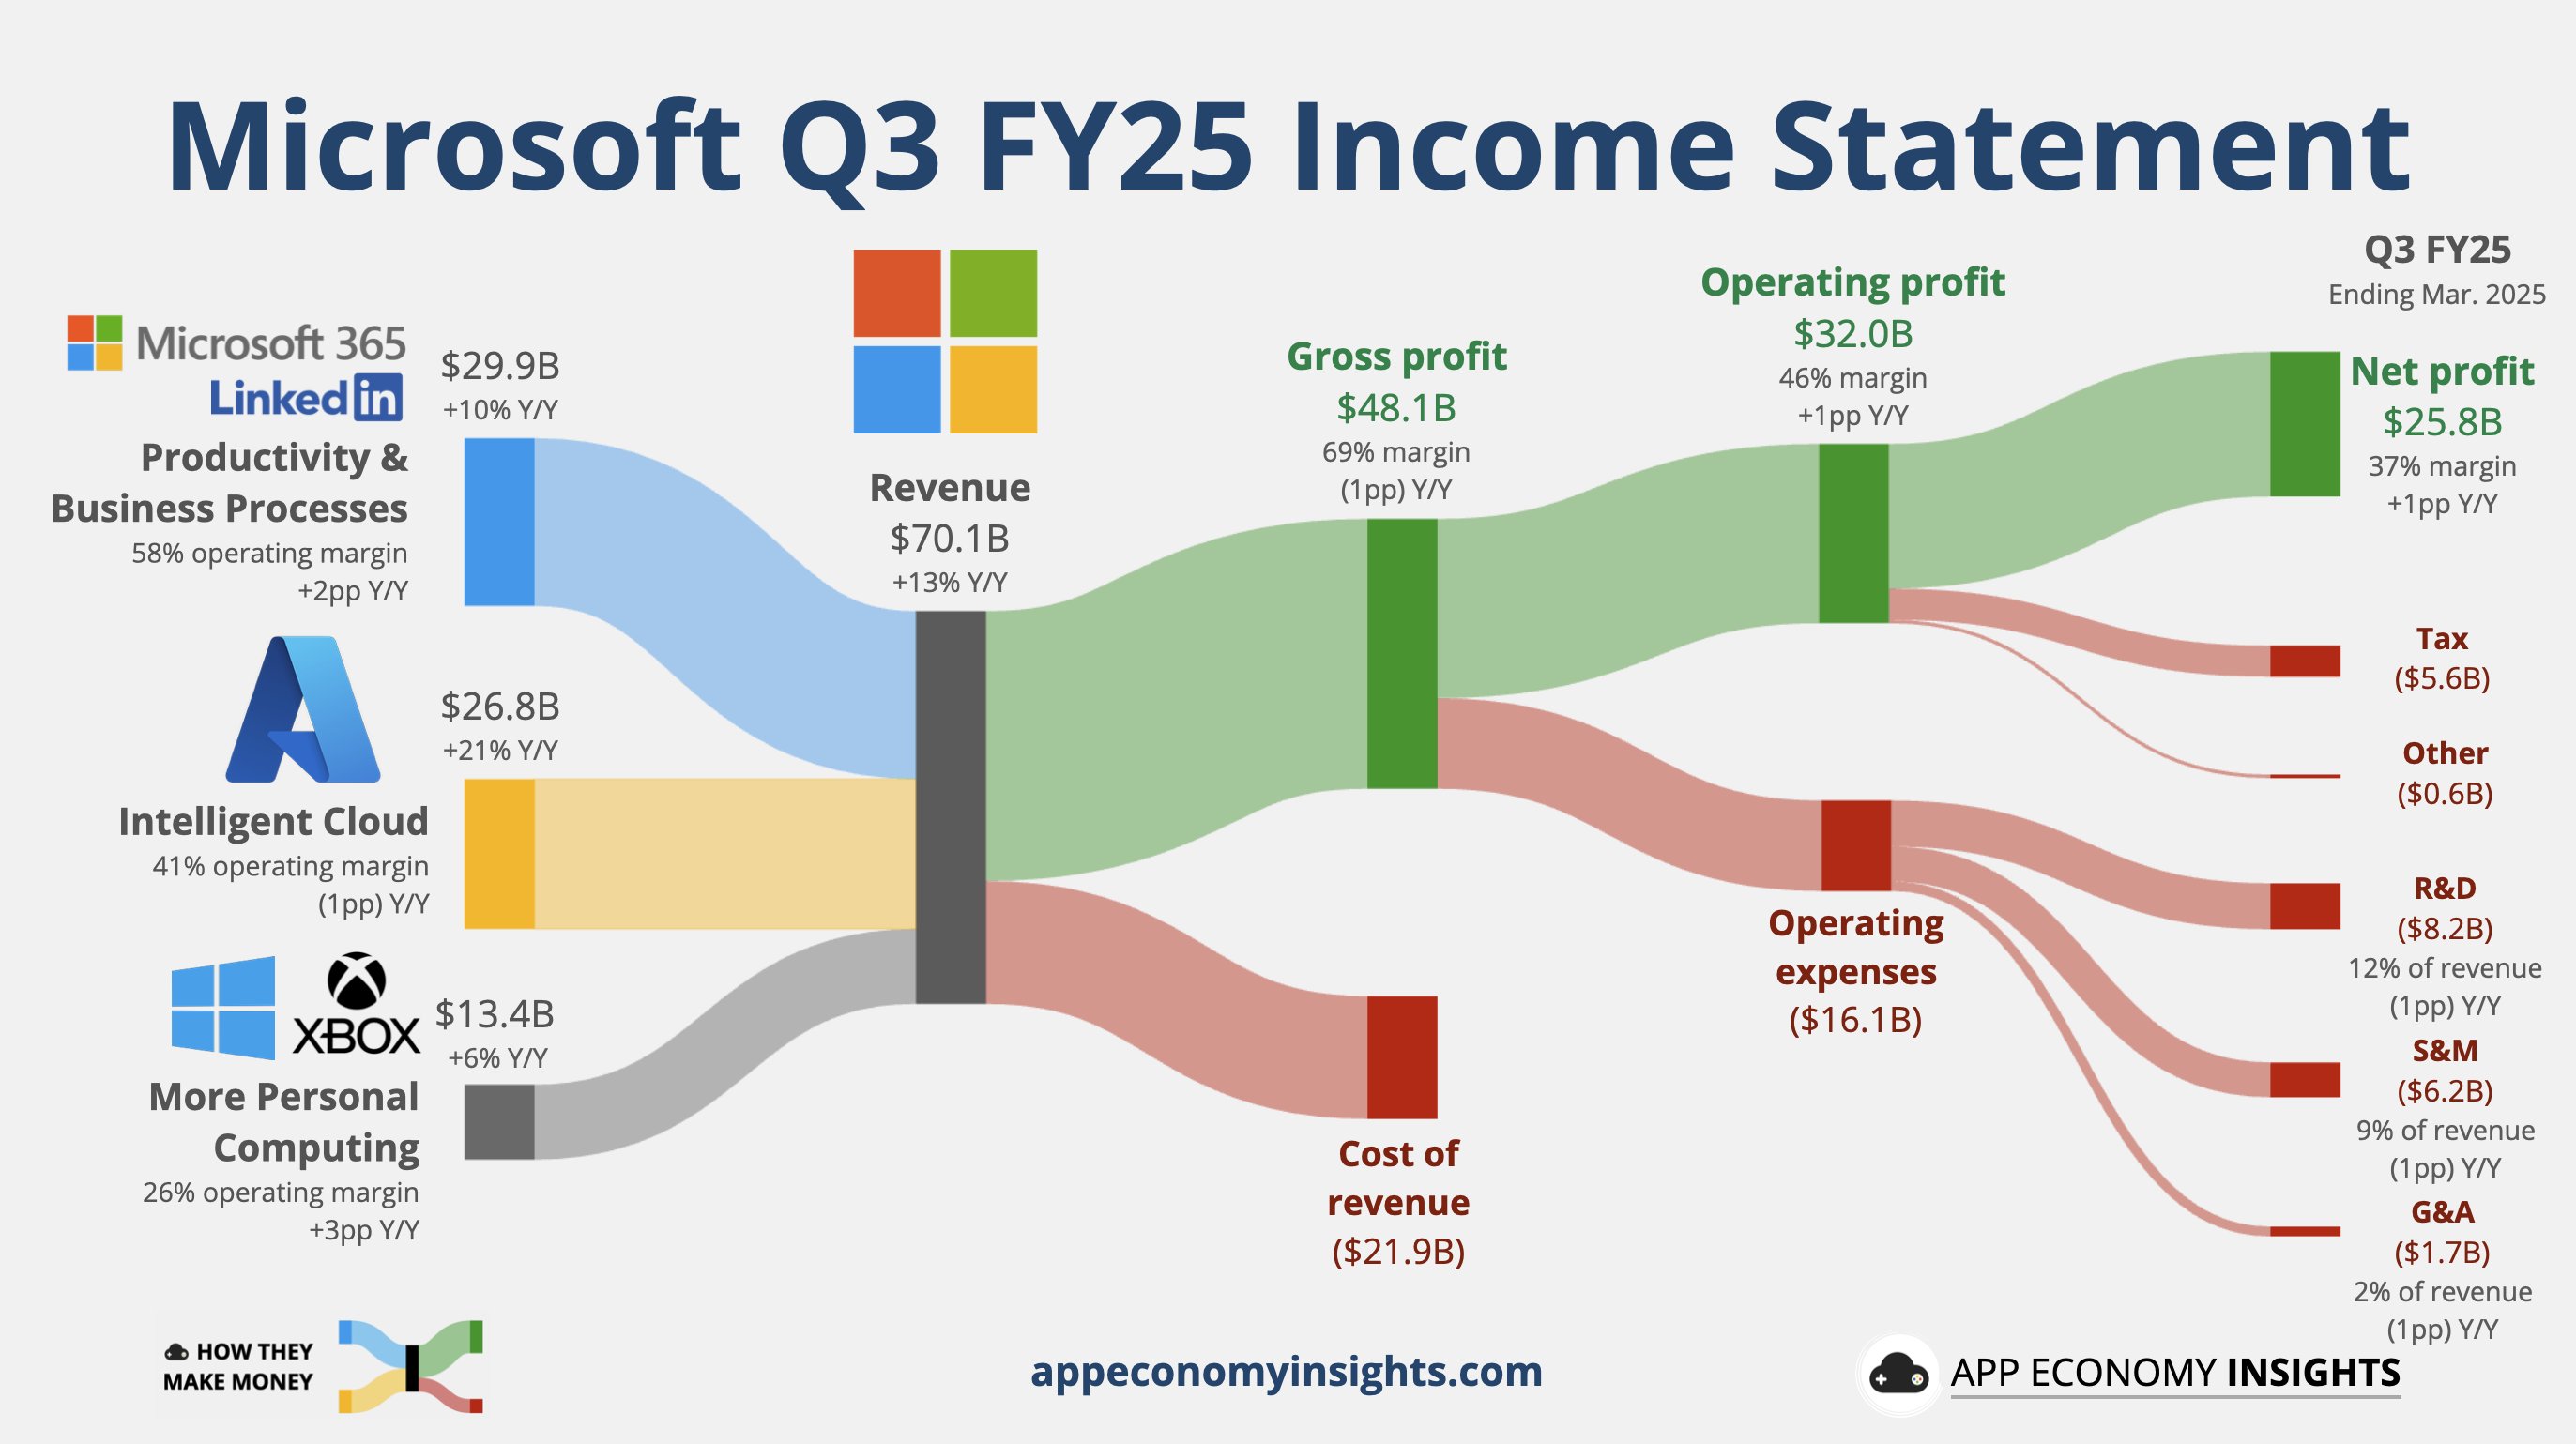 Microsoft Q3 FY25 Income Statement
Q3 FY25
Ending Mar. 2025
Microsoft 365
Linked in
$29.9B
+10% Y/Y
Productivity &
Business Processes
58% operating margin
+2pp Y/Y
$26.8B
+21% Y/Y
Intelligent Cloud
41% operating margin
(1pp) Y/Y
XBOX
$13.4B
+6% Y/Y
More Personal
Computing
26% operating margin
+3pp Y/Y
Revenue
$70.1B
+13% Y/Y
Gross profit
$48.1B
69% margin
(1pp) Y/Y
Cost of
revenue
($21.9B)
Operating profit
$32.0B
46% margin
+1pp Y/Y
Operating
expenses
($16.1B)
Net profit
$25.8B
37% margin
+1pp Y/Y
Tax
($5.6B)
Other
($0.6B)
R&D
($8.2B)
12% of revenue
(1pp) Y/Y
S&M
($6.2B)
9% of revenue
(1pp) Y/Y
G&A
($1.7B)
2% of revenue
(1pp) Y/Y
HOW THEY
MAKE MONEY
appeconomyinsights.com
APP ECONOMY INSIGHTS